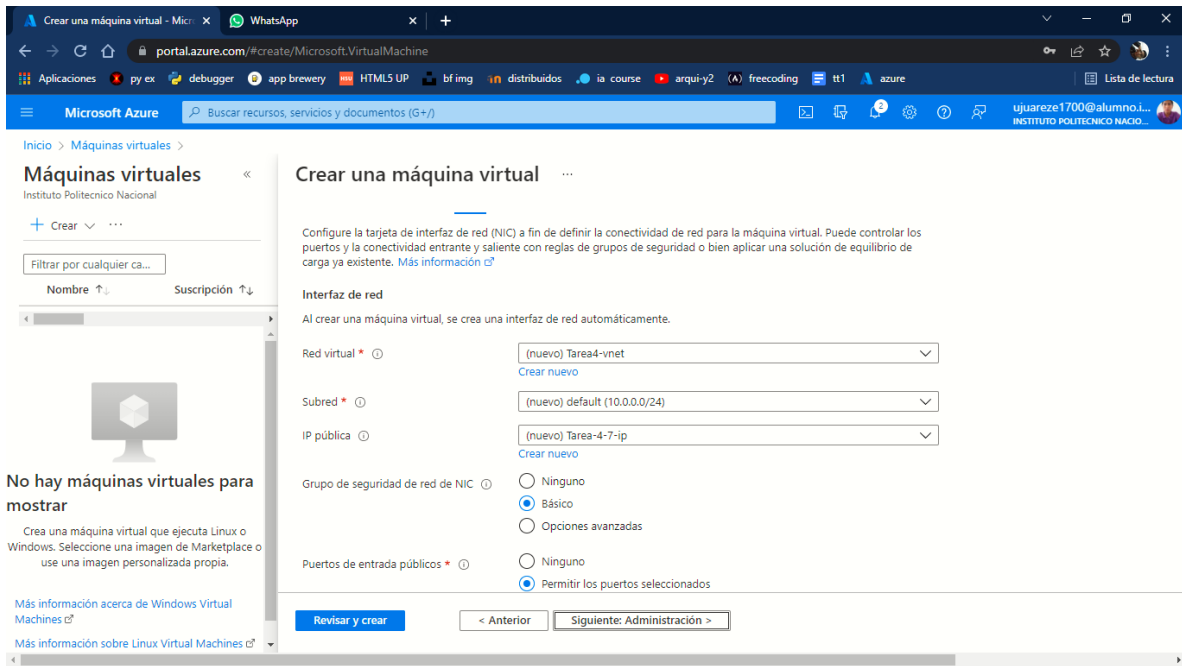 Crear una máquina virtual - Micr
WhatsApp
portal.azure.com/#create/Microsoft.VirtualMachine
Aplicaciones py ex debugger app brewery HTML5 UP bf img distribuidos ia course arqui-y2 freecoding tt1 azure Lista de lectura
Microsoft Azure
Buscar recursos, servicios y documentos (G+/)
2
ujuareze1700@alumno.i...
INSTITUTO POLITECNICO NACIO...
Inicio > Máquinas virtuales >
Máquinas virtuales
«
Instituto Politecnico Nacional
+ Crear ...
Filtrar por cualquier ca...
Nombre ↑↓ Suscripción ↑↓
No hay máquinas virtuales para
mostrar
Crea una máquina virtual que ejecuta Linux o
Windows. Seleccione una imagen de Marketplace o
use una imagen personalizada propia.
Más información acerca de Windows Virtual
Machines
Más información sobre Linux Virtual Machines
Crear una máquina virtual ...
Configure la tarjeta de interfaz de red (NIC) a fin de definir la conectividad de red para la máquina virtual. Puede controlar los
puertos y la conectividad entrante y saliente con reglas de grupos de seguridad o bien aplicar una solución de equilibrio de
carga ya existente. Más información
Interfaz de red
Al crear una máquina virtual, se crea una interfaz de red automáticamente.
Red virtual * (nuevo) Tarea4-vnet
Crear nuevo
Subred * (nuevo) default (10.0.0.0/24)
IP pública (nuevo) Tarea-4-7-ip
Crear nuevo
Grupo de seguridad de red de NIC Ninguno
Básico
Opciones avanzadas
Puertos de entrada públicos * Ninguno
Permitir los puertos seleccionados
Revisar y crear < Anterior Siguiente: Administración >